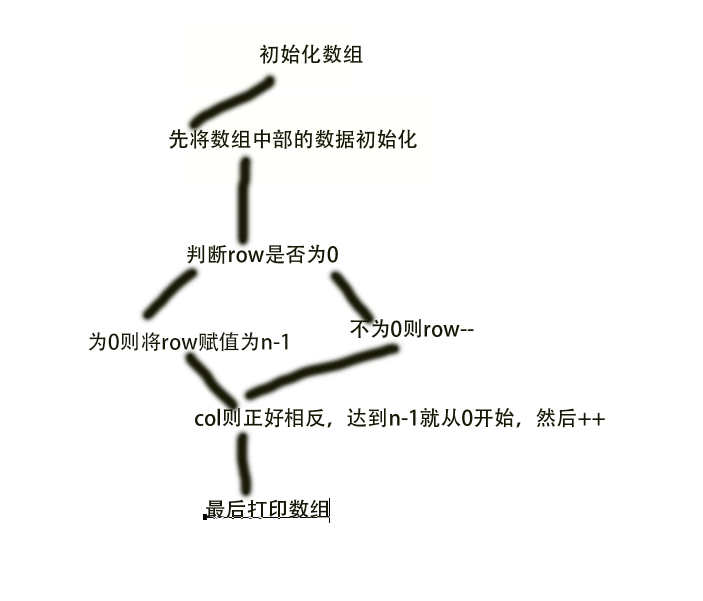 初始化数组
先将数组中部的数据初始化
判断row是否为0
不为0则row--
为0则将row赋值为n-1
col则正好相反，达到n-1就从0开始，然后++
最后打印数组